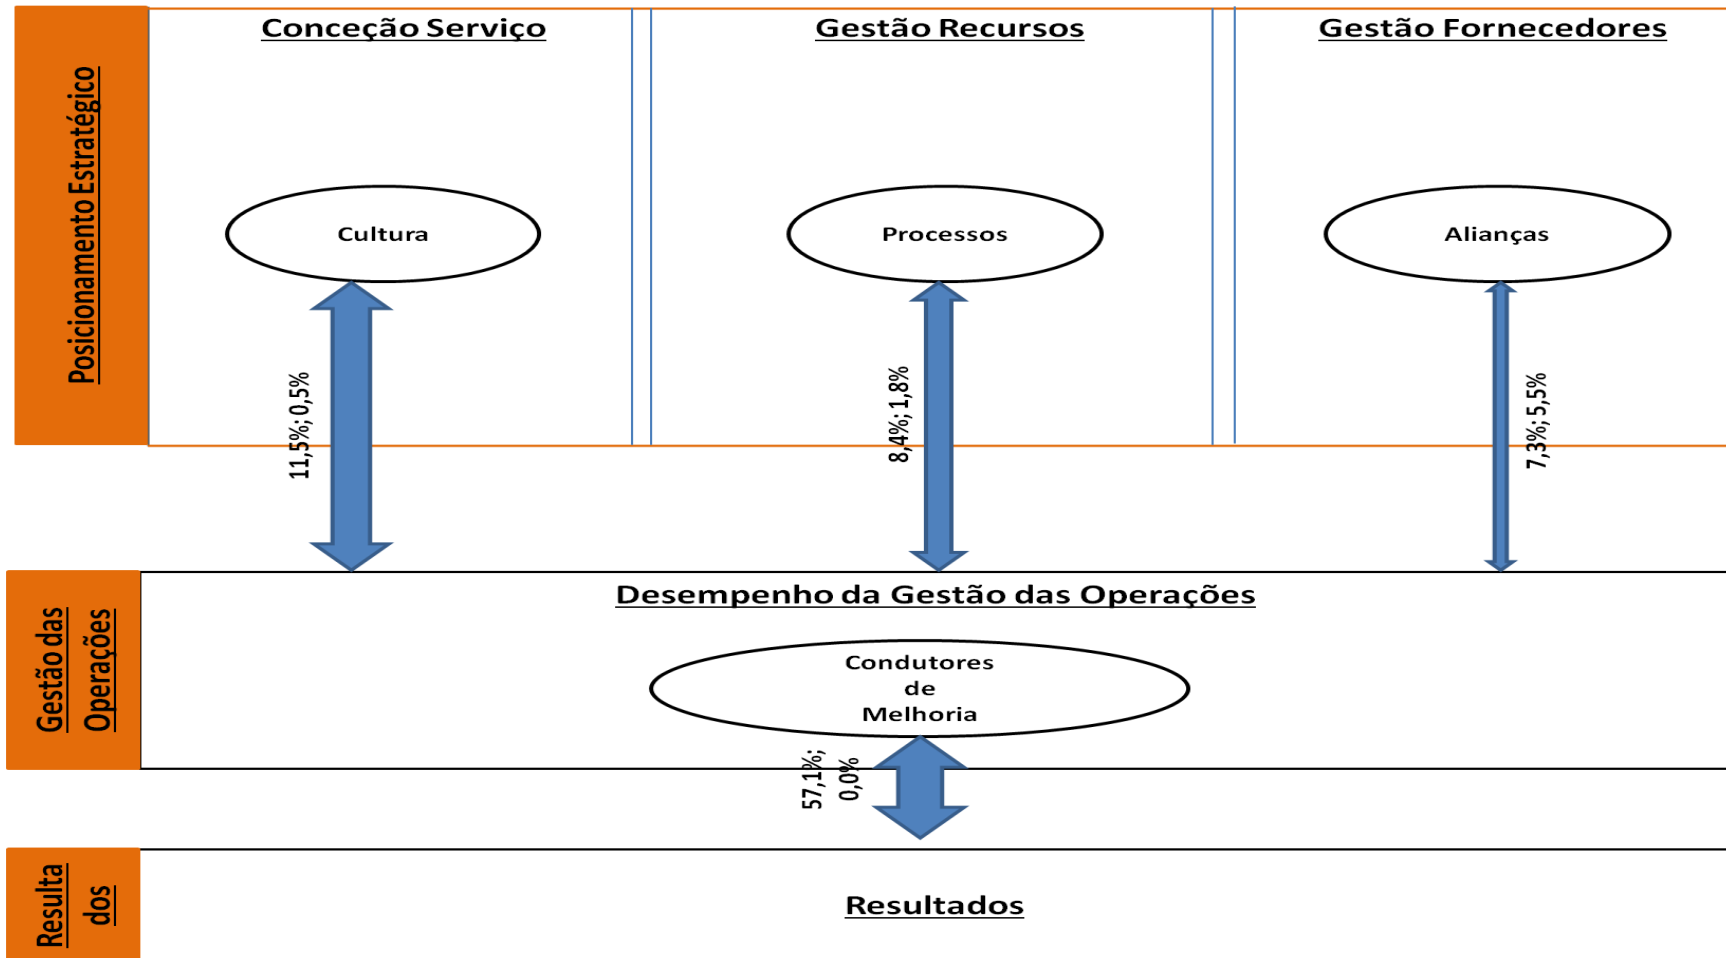 Posicionamento Estratégico
Conceção Serviço
Gestão Recursos
Gestão Fornecedores
Cultura
Processos
Alianças
11,5%; 0,5%
8,4%; 1,8%
7,3%; 5,5%
Gestão das
Operações
Desempenho da Gestão das Operações
Condutores
de
Melhoria
57,1%;
0,0%
Resulta
dos
Resultados